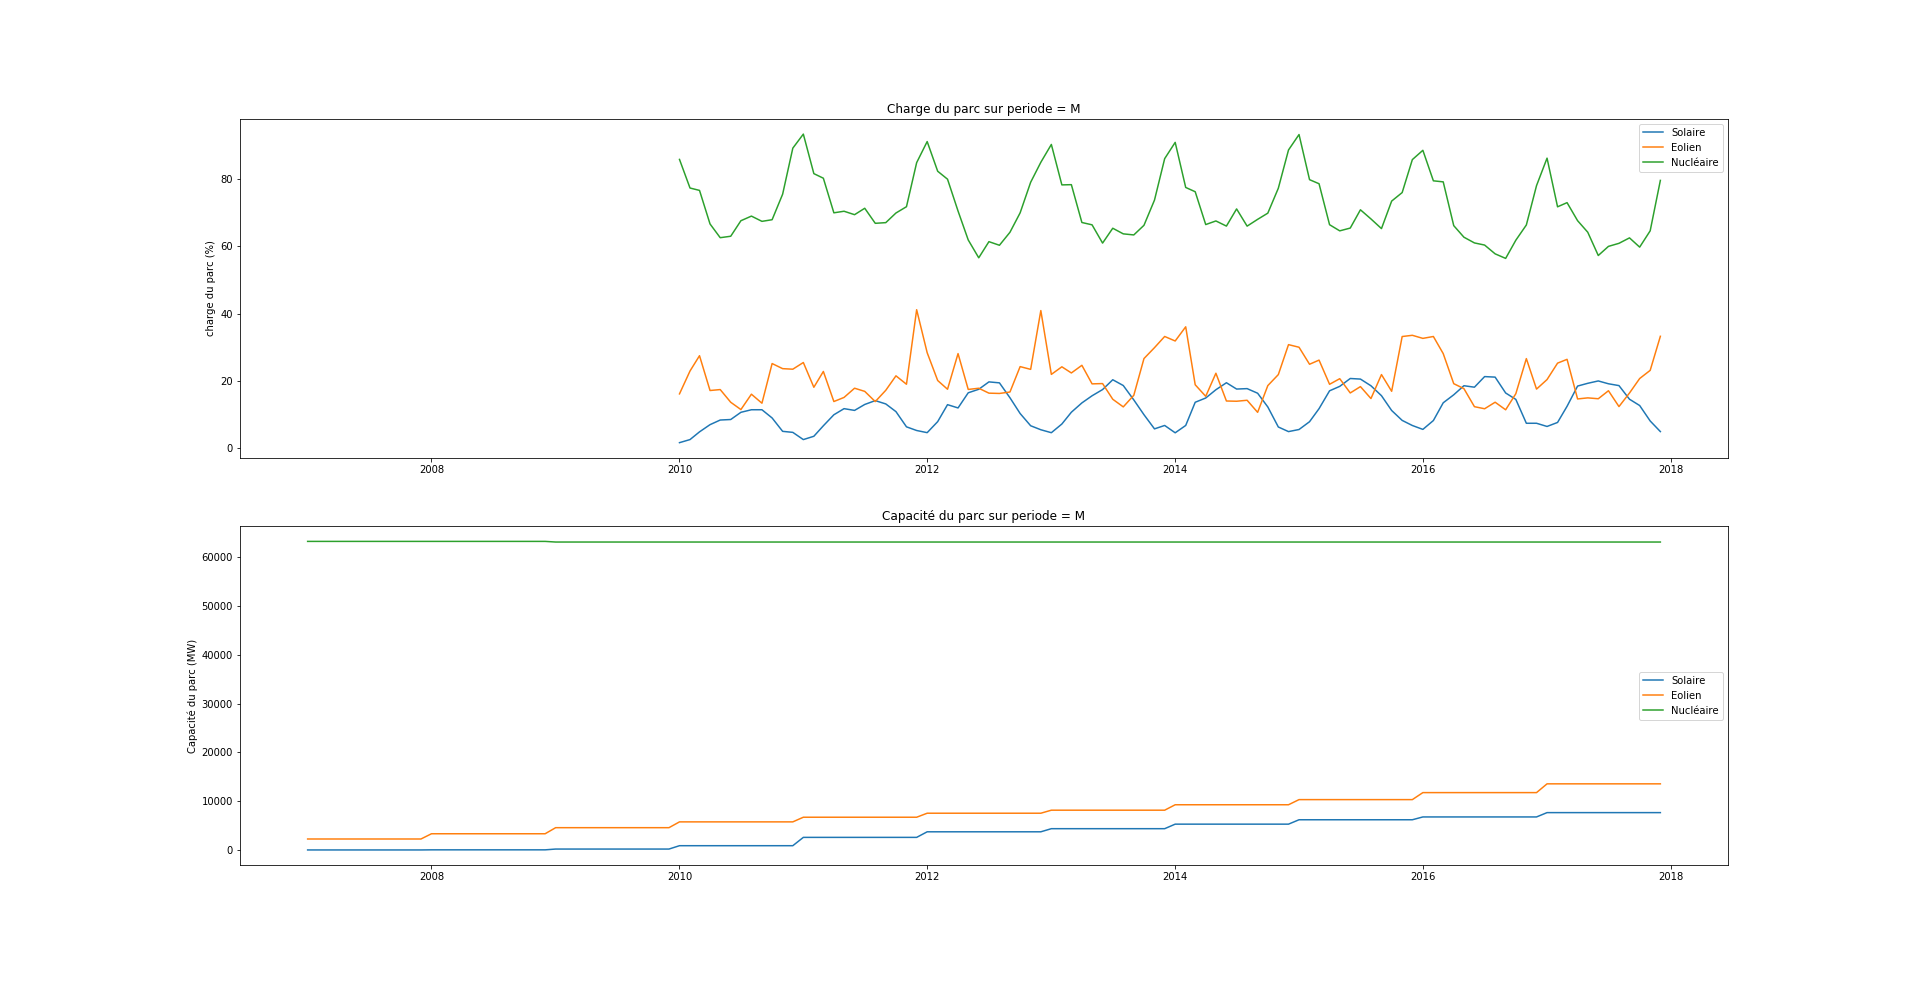 Charge du parc sur periode = M
charge du parc (%)
80
60
40
20
0
Solaire
Eolien
Nucléaire
2008 2010 2012 2014 2016 2018
Capacité du parc sur periode = M
Capacité du parc (MW)
60000
50000
40000
30000
20000
10000
0
Solaire
Eolien
Nucléaire
2008 2010 2012 2014 2016 2018